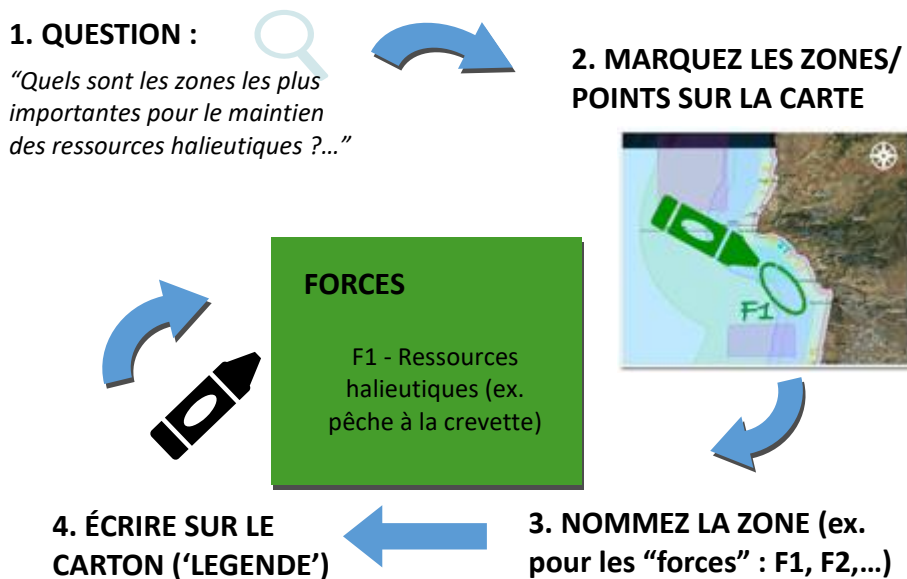 1. QUESTION :
“Quels sont les zones les plus
importantes pour le maintien
des ressources halieutiques ?…”
2. MARQUEZ LES ZONES/
POINTS SUR LA CARTE
F1
FORCES
F1 - Ressources
halieutiques (ex.
pêche à la crevette)
3. NOMMEZ LA ZONE (ex.
pour les “forces” : F1, F2,…)
4. ÉCRIRE SUR LE
CARTON (‘LEGENDE’)